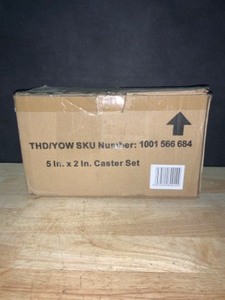 THD/YOW SKU Number: 1001 566 684
5 In. x 2 In. Caster Set